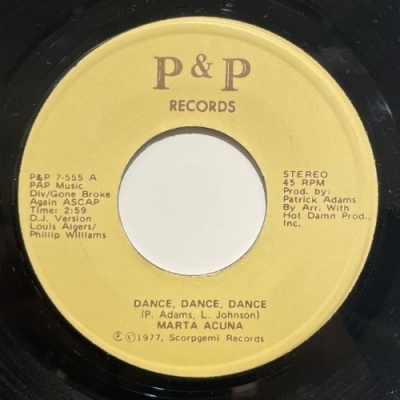 P & P
RECORDS
P&P 7-555 A
PAP Music
Div/Gone Broke
Again ASCAP
Time: 2:59
D.J. Version
Louis Algers/
Phillip Williams
STEREO
45 RPM
Prod. by:
Patrick Adams
By Arr. With
Hot Damn Prod.,
Inc.
DANCE, DANCE, DANCE
(P. Adams, L. Johnson)
MARTA ACUNA
Ⓟ ©1977, Scorpgemi Records